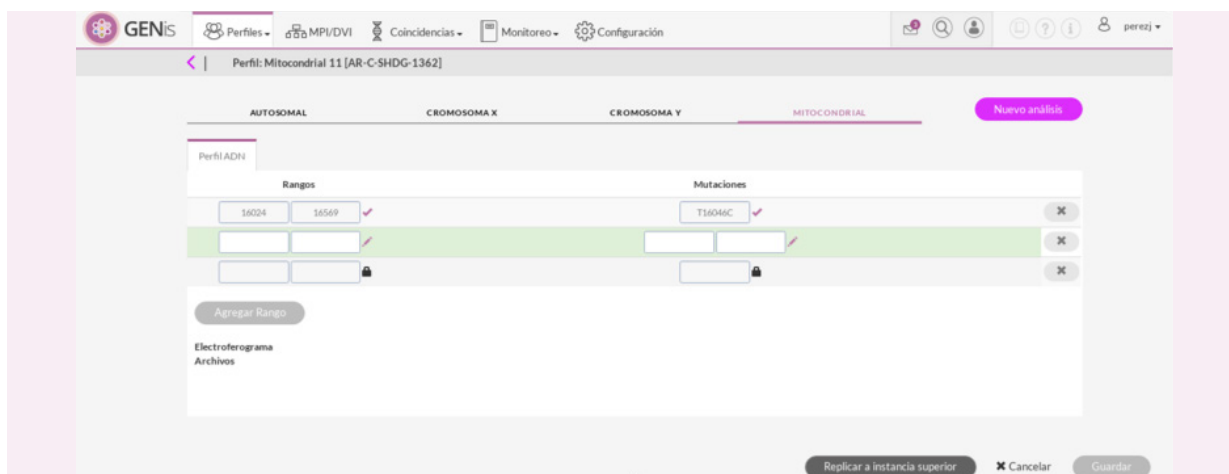 GENis Perfiles MPI/DVI Coincidencias Monitoreo Configuración 3 ? i perezj
Perfil: Mitocondrial 11 [AR-C-SHDG-1362]
AUTOSOMAL CROMOSOMA X CROMOSOMA Y MITOCONDRIAL Nuevo análisis
Perfil ADN
Rangos Mutaciones
16024 16569 T16046C
Agregar Rango
Electroferograma
Archivos
Replicar a instancia superior Cancelar Guardar